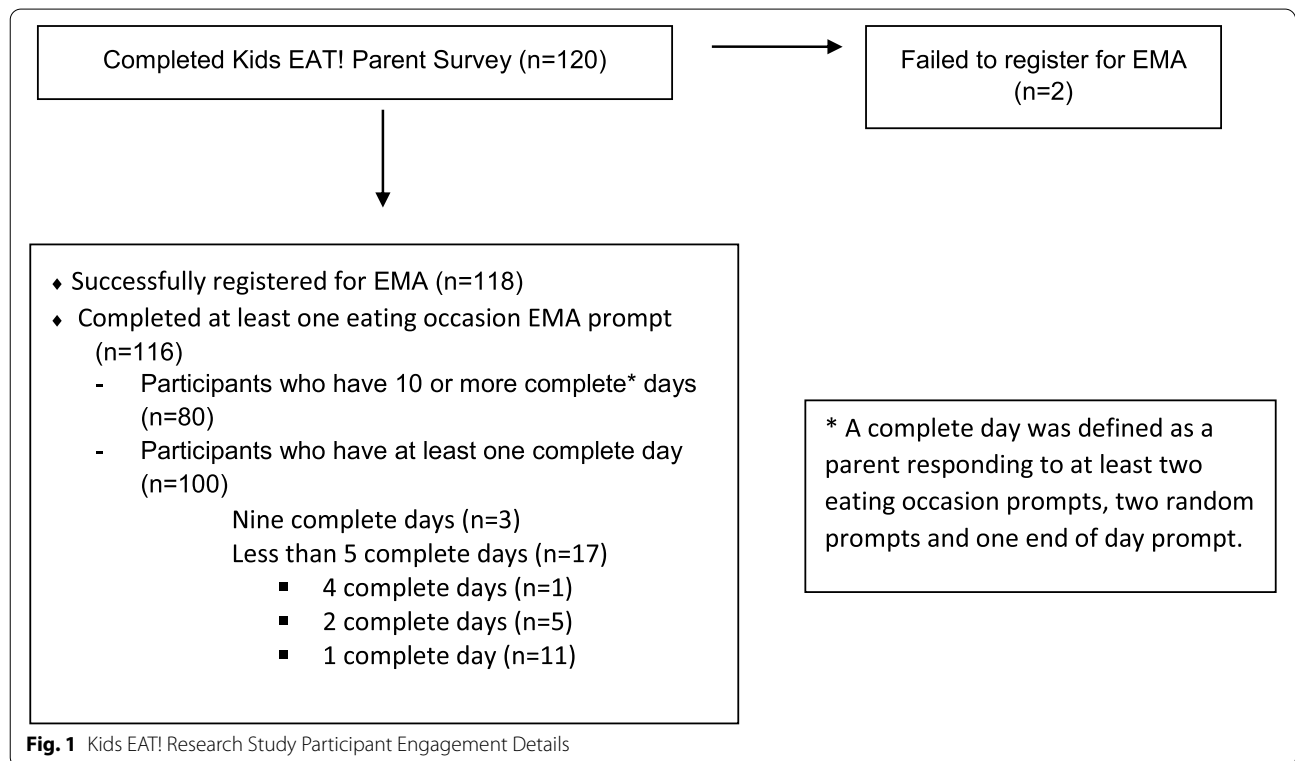 Completed Kids EAT! Parent Survey (n=120)
Failed to register for EMA
(n=2)
♦ Successfully registered for EMA (n=118)
♦ Completed at least one eating occasion EMA prompt
(n=116)
- Participants who have 10 or more complete* days
(n=80)
- Participants who have at least one complete day
(n=100)
Nine complete days (n=3)
Less than 5 complete days (n=17)
▪ 4 complete days (n=1)
▪ 2 complete days (n=5)
▪ 1 complete day (n=11)
* A complete day was defined as a
parent responding to at least two
eating occasion prompts, two random
prompts and one end of day prompt.
Fig. 1 Kids EAT! Research Study Participant Engagement Details